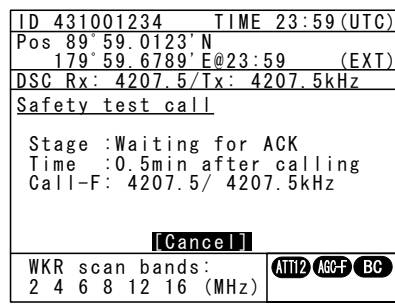 ID 431001234 TIME 23:59(UTC)
Pos 89°59.0123'N
179°59.6789'E@23:59 (EXT)
DSC Rx: 4207.5/Tx: 4207.5kHz
Safety test call
Stage :Waiting for ACK
Time :0.5min after calling
Call-F: 4207.5/ 4207.5kHz
[Cancel]
WKR scan bands:
2 4 6 8 12 16 (MHz)
ATT12 AGC-F BC